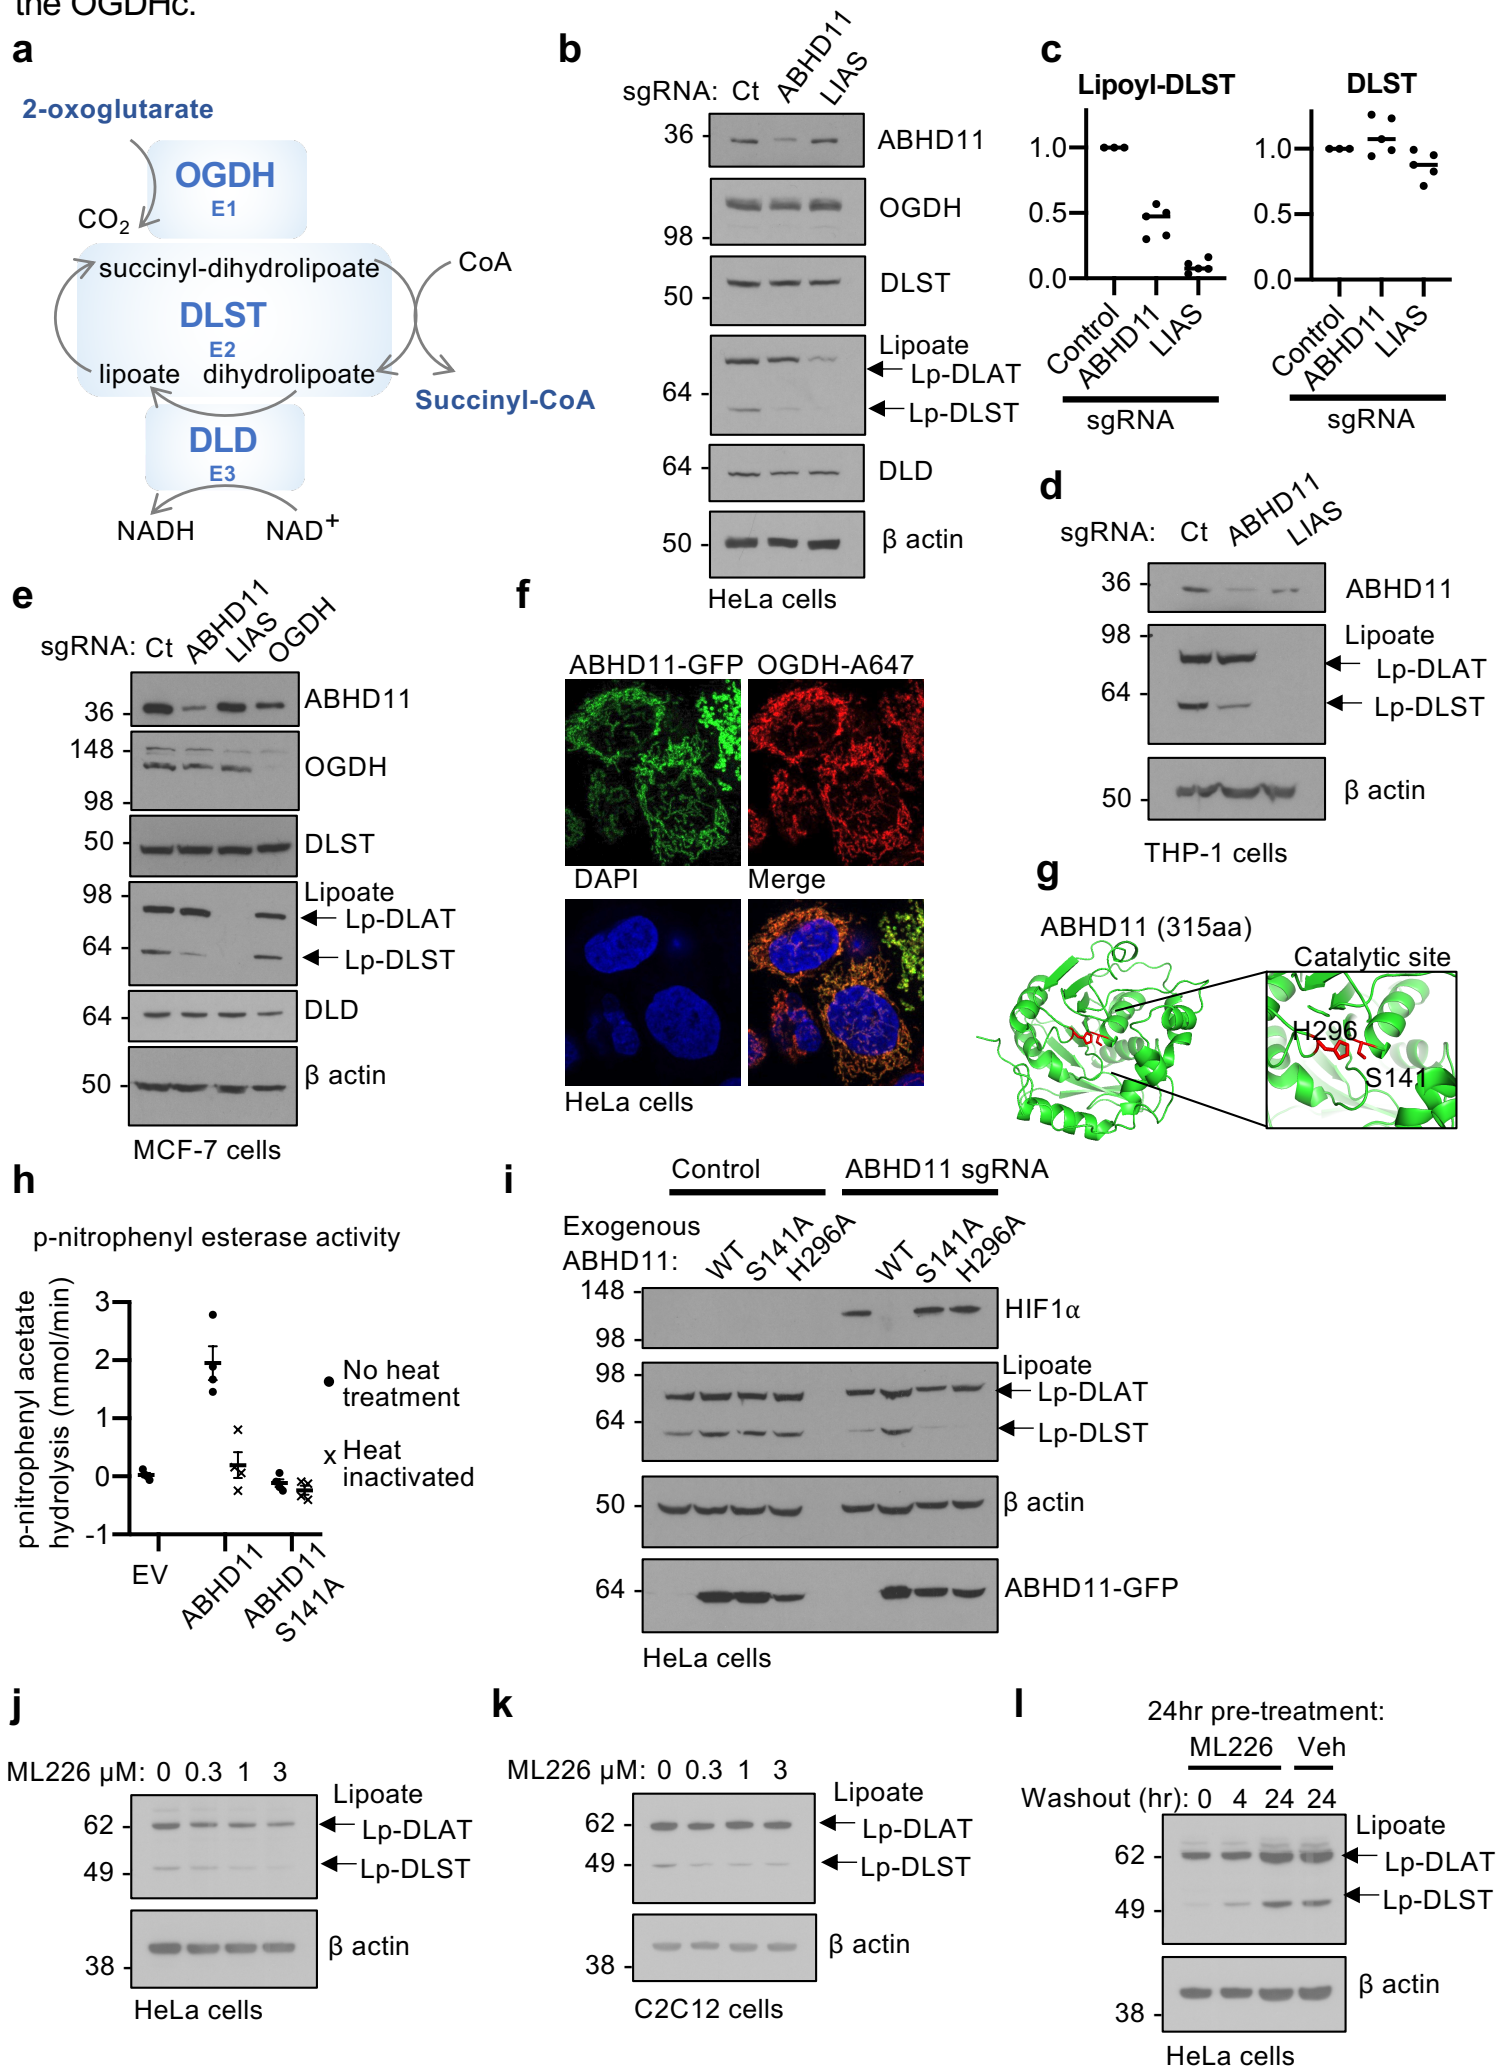 the OGDHc.
a
2-oxoglutarate
OGDH
E1
CO2
succinyl-dihydrolipoate
CoA
DLST
E2
lipoate dihydrolipoate
Succinyl-CoA
DLD
E3
NADH NAD+
b
sgRNA: Ct ABHD11 LIAS
36 ABHD11
OGDH
98
DLST
50
Lipoate
Lp-DLAT
64
Lp-DLST
64 DLD
50 β actin
HeLa cells
c
Lipoyl-DLST
1.0
0.5
0.0
Control
ABHD11
LIAS
sgRNA
DLST
1.0
0.5
0.0
Control
ABHD11
LIAS
sgRNA
d
sgRNA: Ct ABHD11 LIAS
36 ABHD11
98 Lipoate
Lp-DLAT
64
Lp-DLST
50 β actin
THP-1 cells
e
sgRNA: Ct ABHD11 LIAS OGDH
ABHD11
36
148
OGDH
98
50 DLST
98 Lipoate
Lp-DLAT
64
Lp-DLST
64 DLD
50 β actin
MCF-7 cells
f
ABHD11-GFP OGDH-A647
DAPI Merge
HeLa cells
g
ABHD11 (315aa)
Catalytic site
H296
S141
h
p-nitrophenyl esterase activity
p-nitrophenyl acetate
hydrolysis (mmol/min)
3
2
1
0
-1
EV
ABHD11
ABHD11
S141A
No heat
treatment
x Heat
inactivated
i
Control ABHD11 sgRNA
Exogenous
ABHD11: WT S141A H296A WT S141A H296A
148
HIF1α
98
98 Lipoate
Lp-DLAT
64
Lp-DLST
50 β actin
64 ABHD11-GFP
HeLa cells
j
ML226 µM: 0 0.3 1 3
Lipoate
62
Lp-DLAT
49 Lp-DLST
β actin
38
HeLa cells
k
ML226 µM: 0 0.3 1 3
Lipoate
62
Lp-DLAT
49 Lp-DLST
β actin
38
C2C12 cells
l
24hr pre-treatment:
ML226 Veh
Washout (hr): 0 4 24 24
Lipoate
62
Lp-DLAT
49 Lp-DLST
β actin
38
HeLa cells